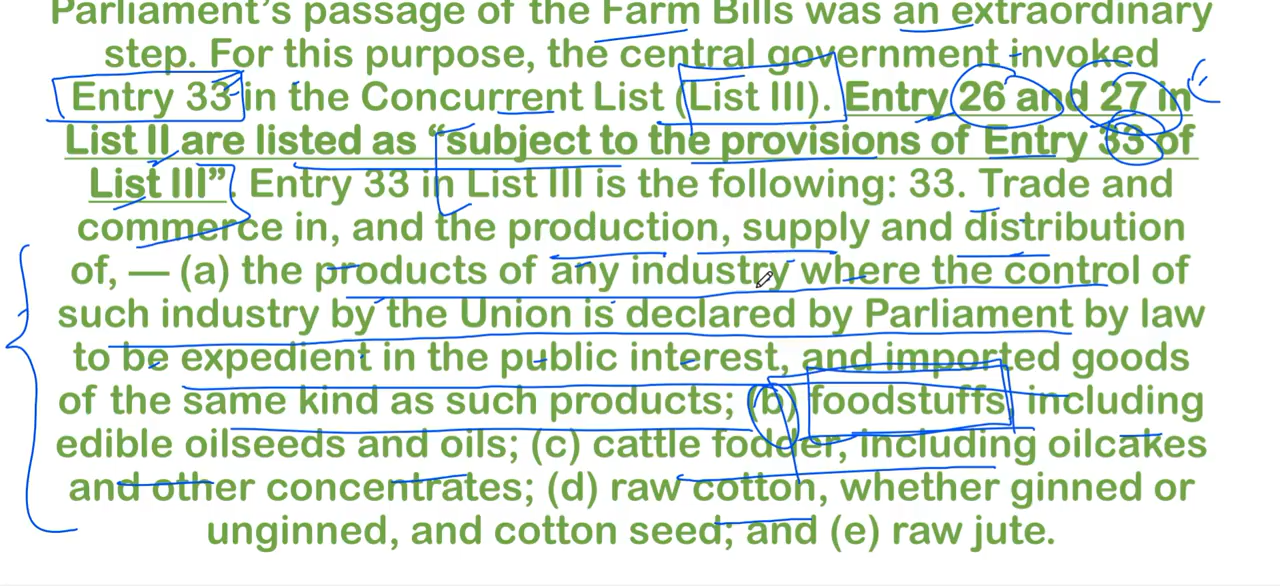 Parliament's passage of the Farm Bills was an extraordinary
step. For this purpose, the central government invoked
Entry 33 in the Concurrent List (List III). Entry 26 and 27 in
List II are listed as “subject to the provisions of Entry 33 of
List III”. Entry 33 in List III is the following: 33. Trade and
commerce in, and the production, supply and distribution
of, — (a) the products of any industry where the control of
such industry by the Union is declared by Parliament by law
to be expedient in the public interest, and imported goods
of the same kind as such products; (b) foodstuffs, including
edible oilseeds and oils; (c) cattle fodder, including oilcakes
and other concentrates; (d) raw cotton, whether ginned or
unginned, and cotton seed; and (e) raw jute.